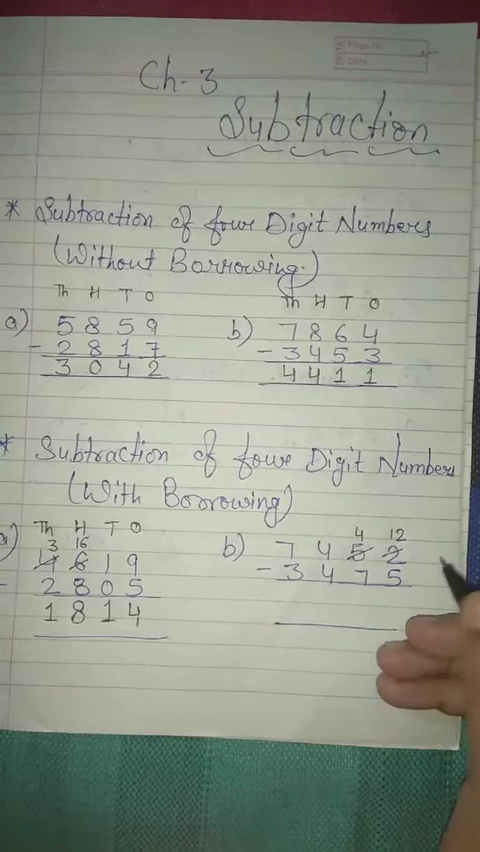 Page No.
Date
Ch-3
Subtraction
* Subtraction of four Digit Numbers
(Without Borrowing.)
Th H T O
a) 5 8 5 9
- 2 8 1 7
3 0 4 2
Th H T O
b) 7 8 6 4
- 3 4 5 3
4 4 1 1
* Subtraction of four Digit Numbers
(With Borrowing)
Th H T O
3 16
a) 4 6 1 9
- 2 8 0 5
1 8 1 4
4 12
b) 7 4 5 2
- 3 4 7 5